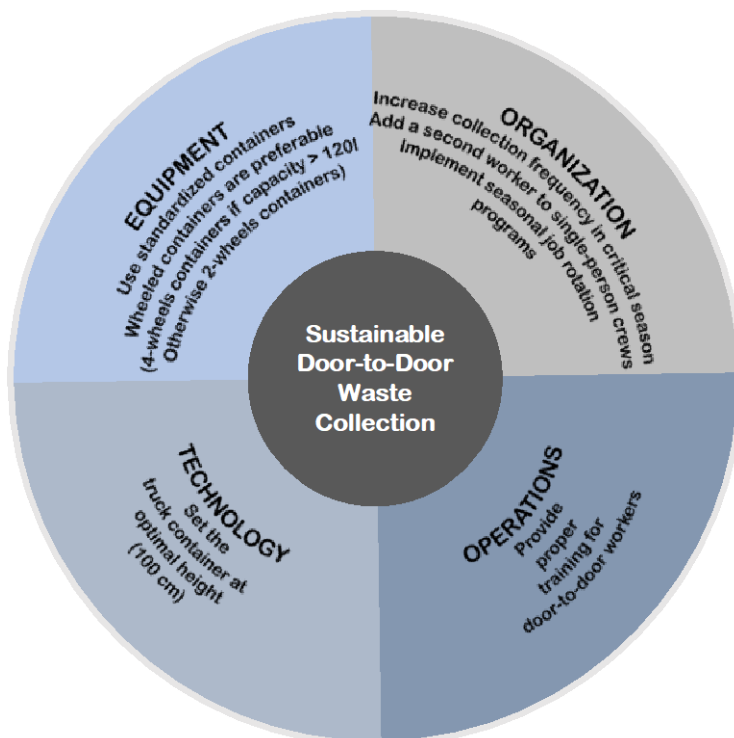 EQUIPMENT
Use standardized containers
Wheeled containers are preferable
(4-wheels containers if capacity > 120l
Otherwise 2-wheels containers)
ORGANIZATION
Increase collection frequency in critical season
Add a second worker to single-person crews
Implement seasonal job rotation
programs
Sustainable
Door-to-Door
Waste
Collection
TECHNOLOGY
Set the
truck container at
optimal height
(100 cm)
OPERATIONS
Provide
proper
training for
door-to-door workers